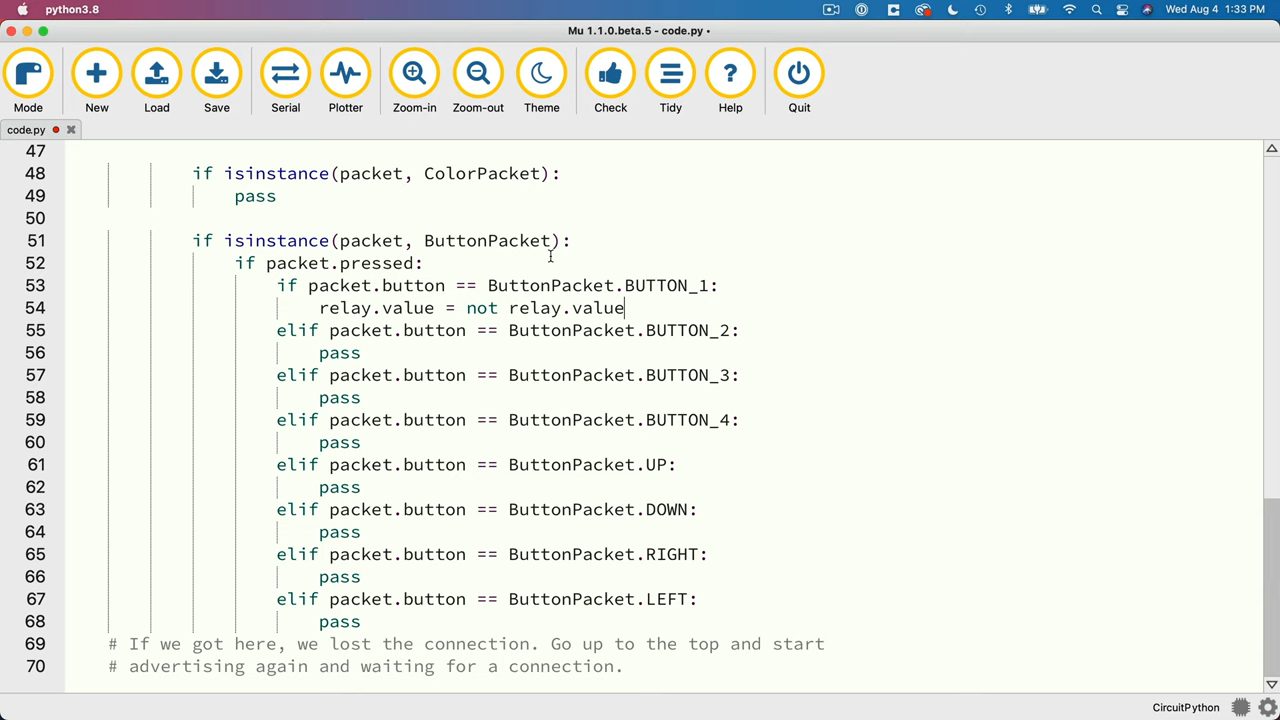 python3.8
Wed Aug 4 1:33 PM
Mu 1.1.0.beta.5 - code.py •
Mode New Load Save Serial Plotter Zoom-in Zoom-out Theme Check Tidy Help Quit
code.py
47
48 if isinstance(packet, ColorPacket):
49 pass
50
51 if isinstance(packet, ButtonPacket):
52 if packet.pressed:
53 if packet.button == ButtonPacket.BUTTON_1:
54 relay.value = not relay.value
55 elif packet.button == ButtonPacket.BUTTON_2:
56 pass
57 elif packet.button == ButtonPacket.BUTTON_3:
58 pass
59 elif packet.button == ButtonPacket.BUTTON_4:
60 pass
61 elif packet.button == ButtonPacket.UP:
62 pass
63 elif packet.button == ButtonPacket.DOWN:
64 pass
65 elif packet.button == ButtonPacket.RIGHT:
66 pass
67 elif packet.button == ButtonPacket.LEFT:
68 pass
69 # If we got here, we lost the connection. Go up to the top and start
70 # advertising again and waiting for a connection.
CircuitPython